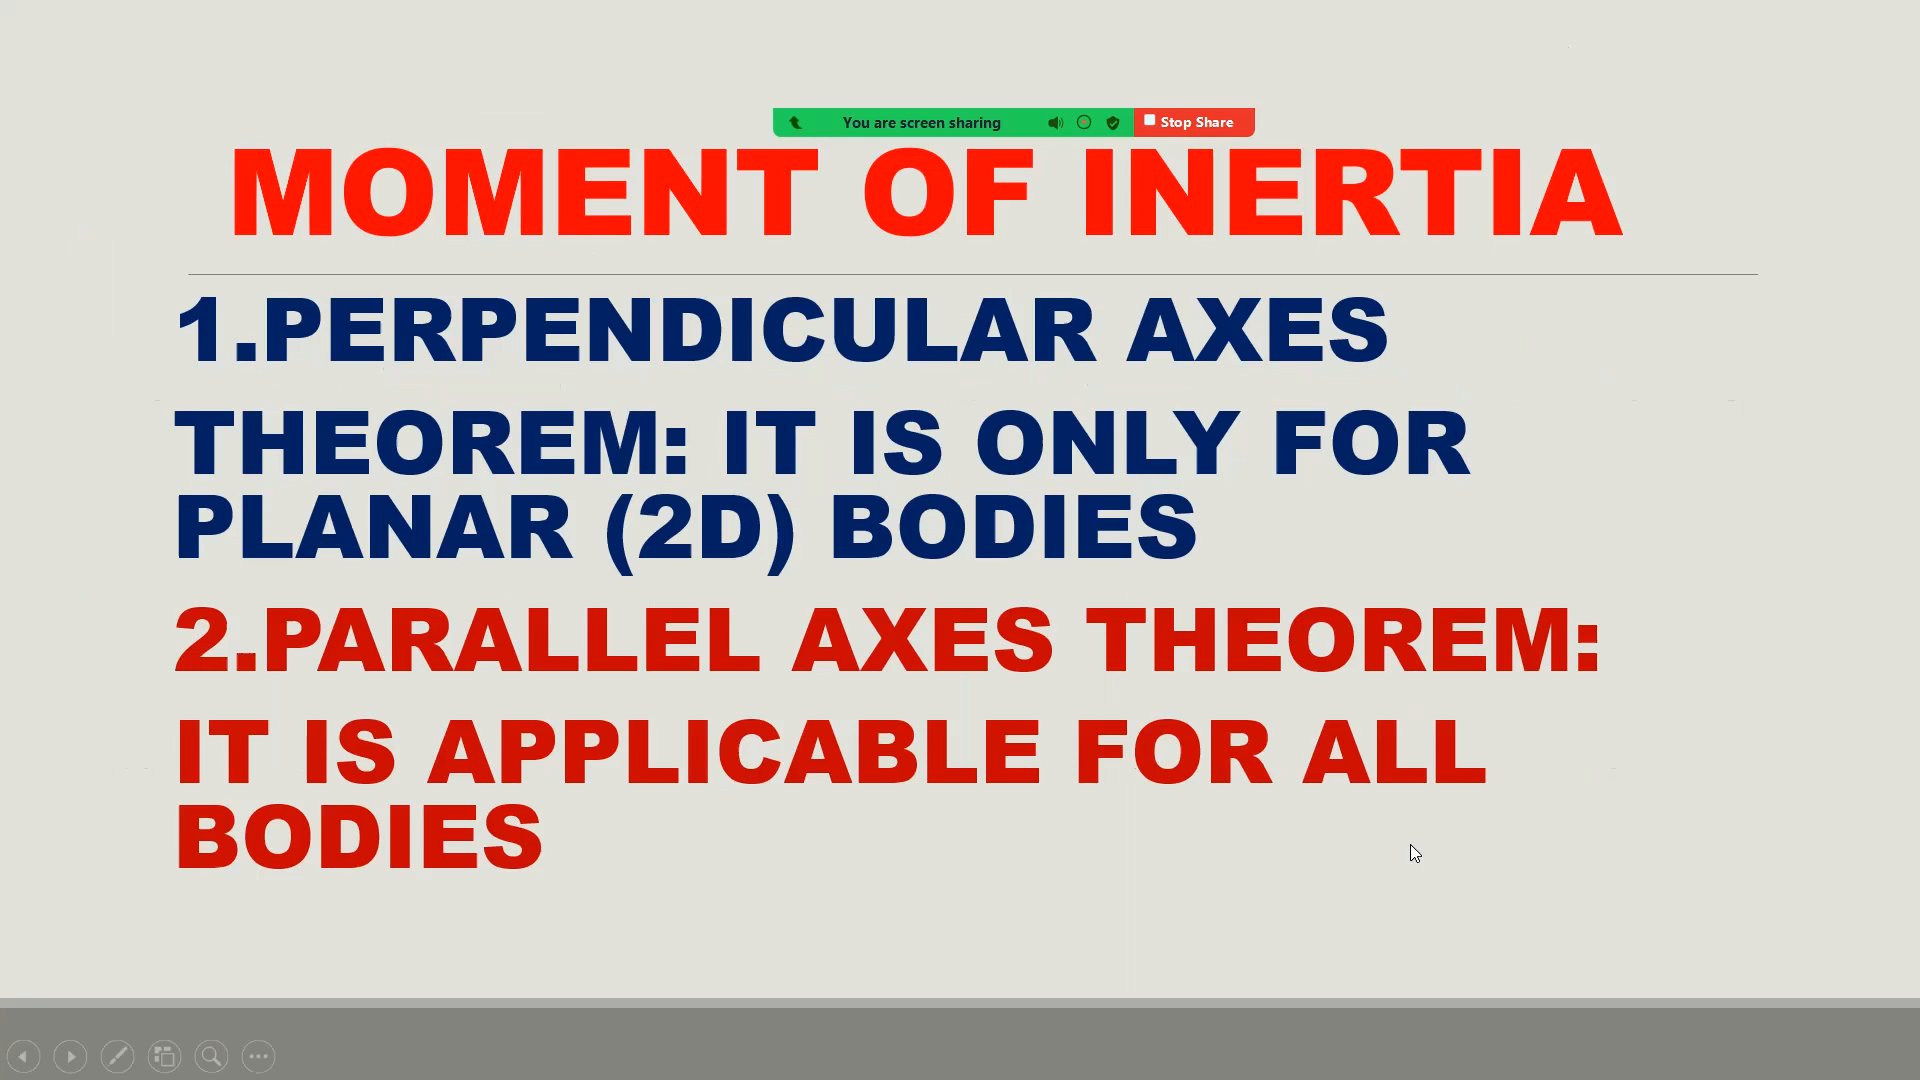 You are screen sharing
Stop Share
MOMENT OF INERTIA
1.PERPENDICULAR AXES
THEOREM: IT IS ONLY FOR
PLANAR (2D) BODIES
2.PARALLEL AXES THEOREM:
IT IS APPLICABLE FOR ALL
BODIES